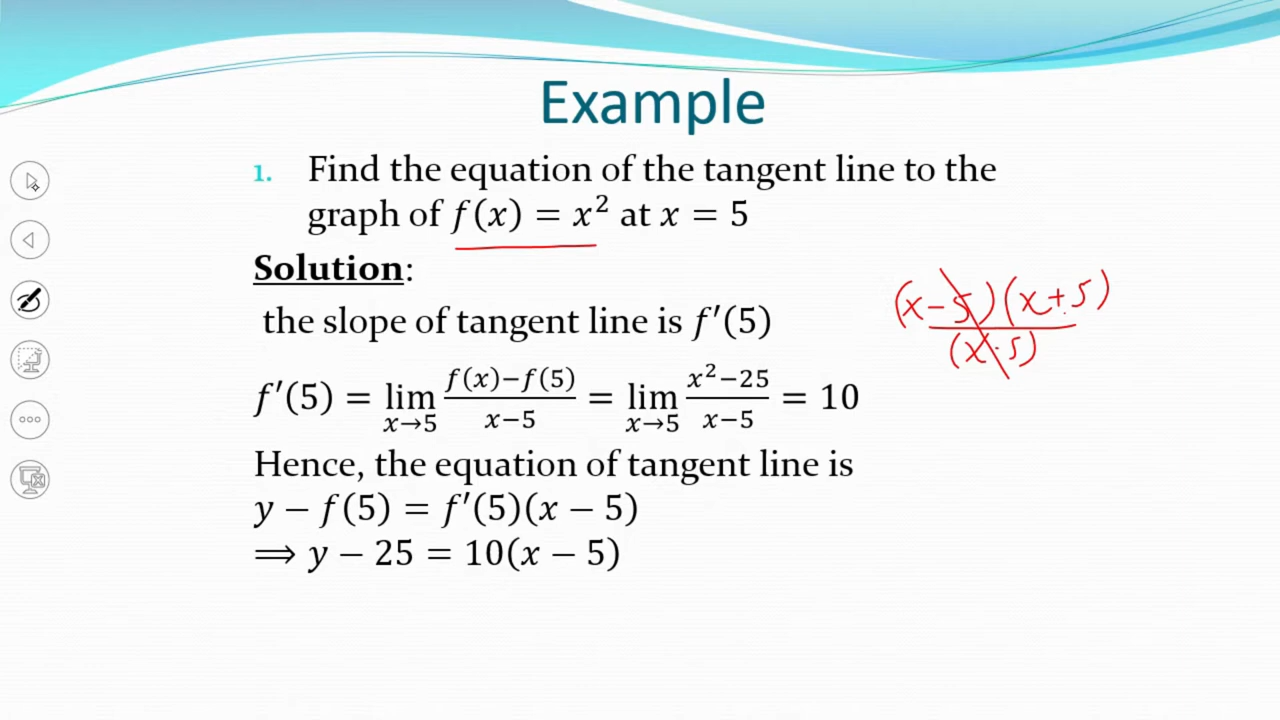 Example
1. Find the equation of the tangent line to the
graph of f(x) = x² at x = 5
Solution:
(x-5)(x+5)
(x-5)
the slope of tangent line is f′(5)
f′(5) = lim x→5 f(x)−f(5)/x−5 = lim x→5 x²−25/x−5 = 10
Hence, the equation of tangent line is
y − f(5) = f′(5)(x − 5)
⟹ y − 25 = 10(x − 5)